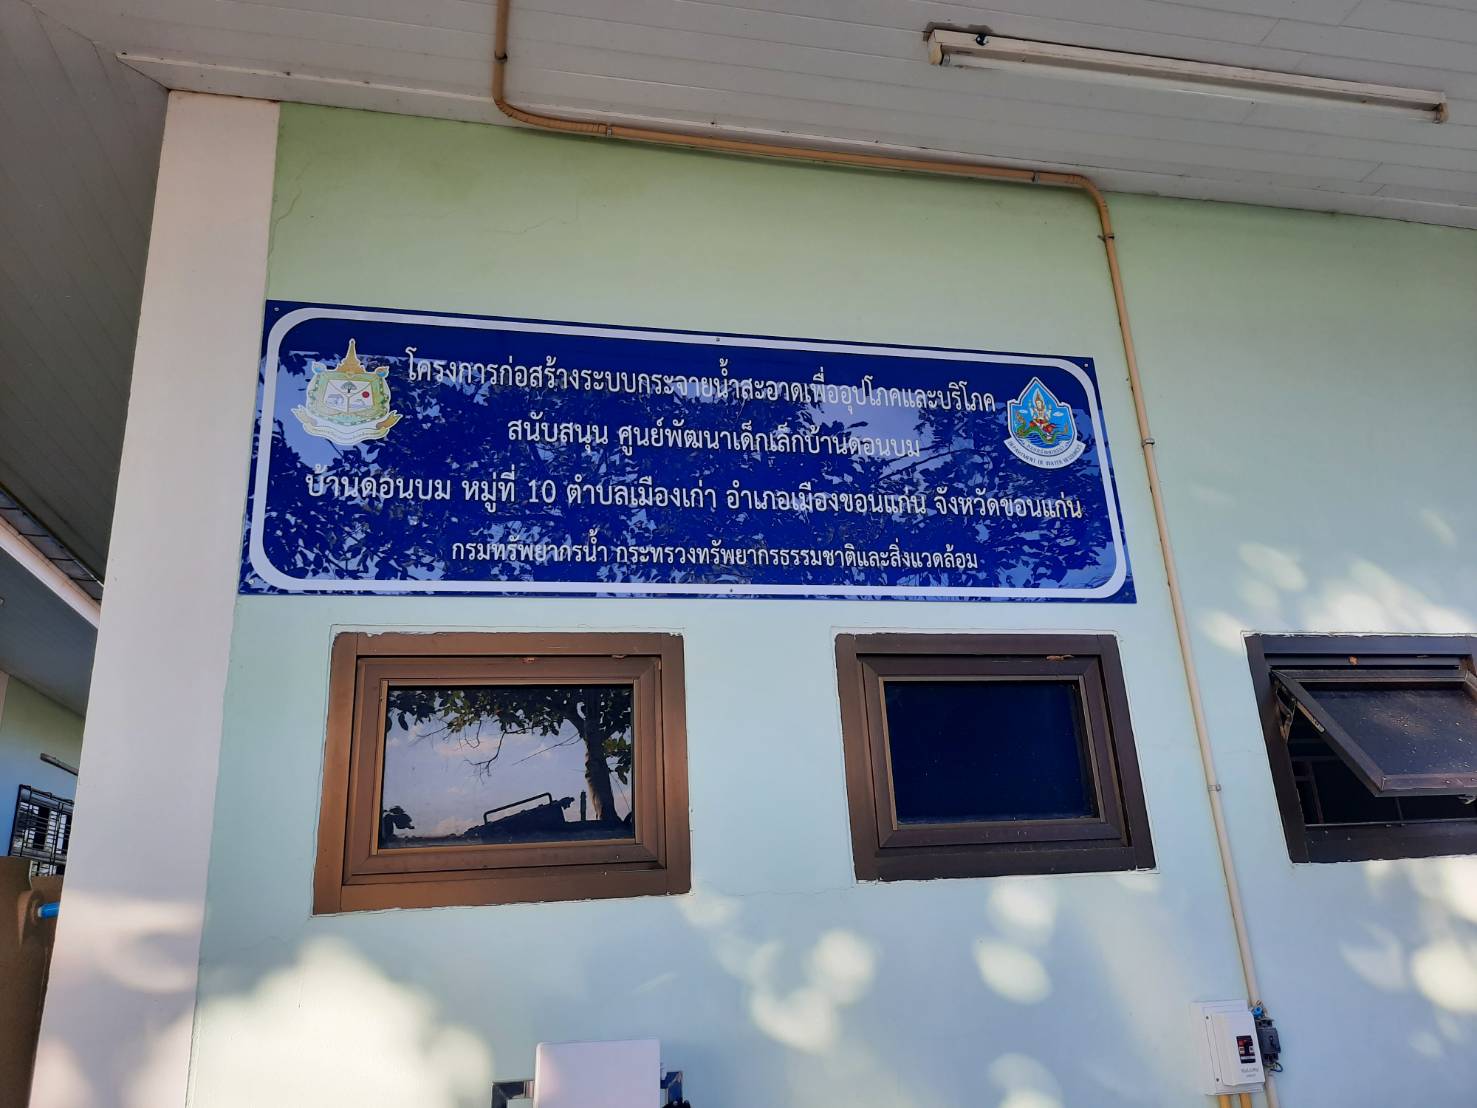 โครงการก่อสร้างระบบกระจายน้ำสะอาดเพื่ออุปโภคและบริโภค
สนับสนุน ศูนย์พัฒนาเด็กเล็กบ้านดอนบม
บ้านดอนบม หมู่ที่ 10 ตำบลเมืองเก่า อำเภอเมืองขอนแก่น จังหวัดขอนแก่น
กรมทรัพยากรน้ำ กระทรวงทรัพยากรธรรมชาติและสิ่งแวดล้อม
DEPARTMENT OF WATER RESOURCES